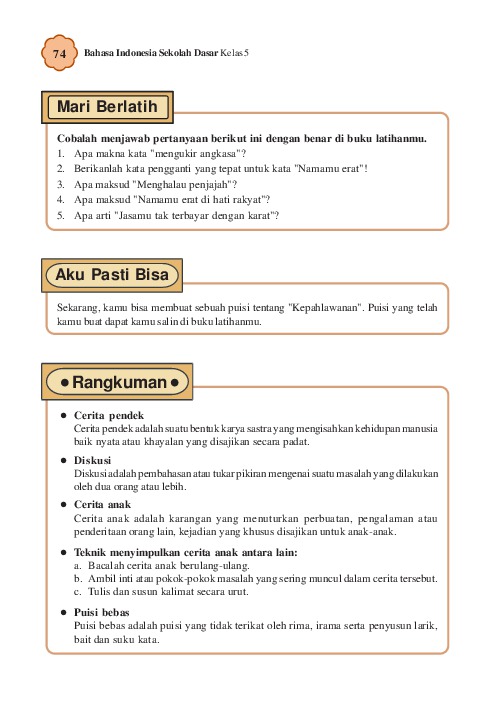 74 Bahasa Indonesia Sekolah Dasar Kelas 5
Mari Berlatih
Cobalah menjawab pertanyaan berikut ini dengan benar di buku latihanmu.
1. Apa makna kata "mengukir angkasa"?
2. Berikanlah kata pengganti yang tepat untuk kata "Namamu erat"!
3. Apa maksud "Menghalau penjajah"?
4. Apa maksud "Namamu erat di hati rakyat"?
5. Apa arti "Jasamu tak terbayar dengan karat"?
Aku Pasti Bisa
Sekarang, kamu bisa membuat sebuah puisi tentang "Kepahlawanan". Puisi yang telah
kamu buat dapat kamu salin di buku latihanmu.
● Rangkuman ●
● Cerita pendek
Cerita pendek adalah suatu bentuk karya sastra yang mengisahkan kehidupan manusia
baik nyata atau khayalan yang disajikan secara padat.
● Diskusi
Diskusi adalah pembahasan atau tukar pikiran mengenai suatu masalah yang dilakukan
oleh dua orang atau lebih.
● Cerita anak
Cerita anak adalah karangan yang menuturkan perbuatan, pengalaman atau
penderitaan orang lain, kejadian yang khusus disajikan untuk anak-anak.
● Teknik menyimpulkan cerita anak antara lain:
a. Bacalah cerita anak berulang-ulang.
b. Ambil inti atau pokok-pokok masalah yang sering muncul dalam cerita tersebut.
c. Tulis dan susun kalimat secara urut.
● Puisi bebas
Puisi bebas adalah puisi yang tidak terikat oleh rima, irama serta penyusun larik,
bait dan suku kata.